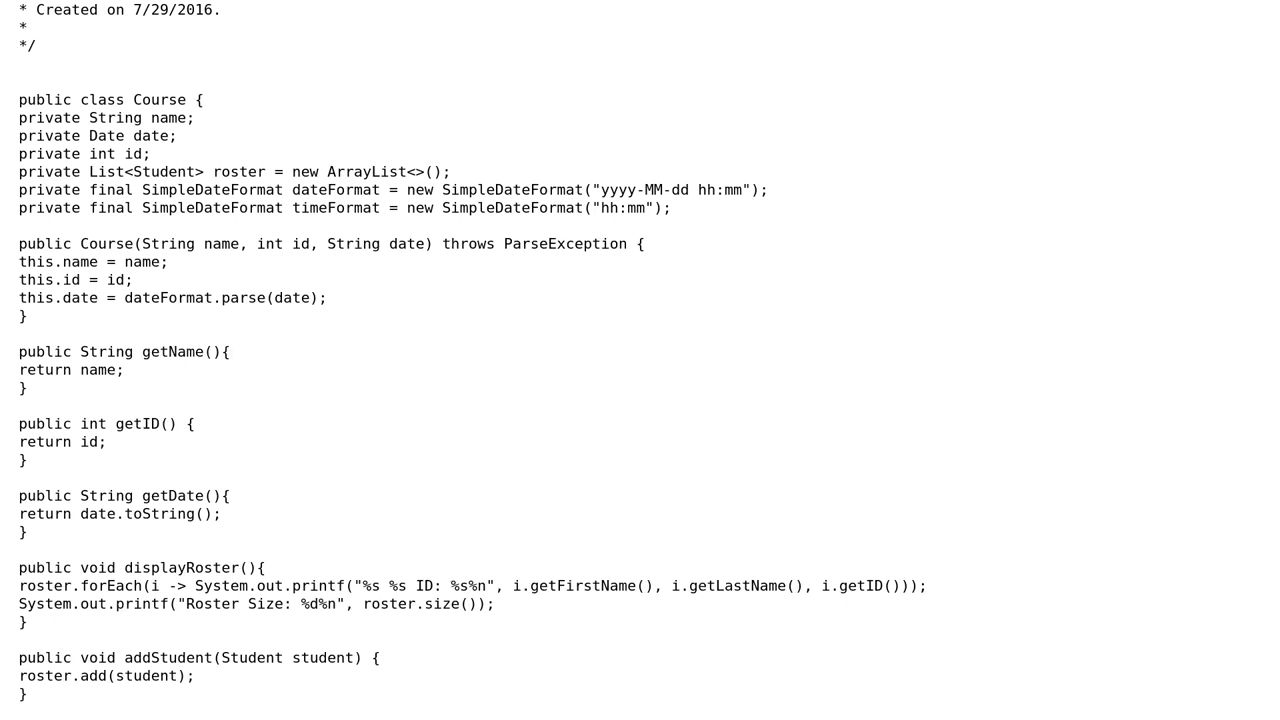 * Created on 7/29/2016.
*
*/
public class Course {
private String name;
private Date date;
private int id;
private List<Student> roster = new ArrayList<>();
private final SimpleDateFormat dateFormat = new SimpleDateFormat("yyyy-MM-dd hh:mm");
private final SimpleDateFormat timeFormat = new SimpleDateFormat("hh:mm");
public Course(String name, int id, String date) throws ParseException {
this.name = name;
this.id = id;
this.date = dateFormat.parse(date);
}
public String getName(){
return name;
}
public int getID() {
return id;
}
public String getDate(){
return date.toString();
}
public void displayRoster(){
roster.forEach(i -> System.out.printf("%s %s ID: %s%n", i.getFirstName(), i.getLastName(), i.getID()));
System.out.printf("Roster Size: %d%n", roster.size());
}
public void addStudent(Student student) {
roster.add(student);
}